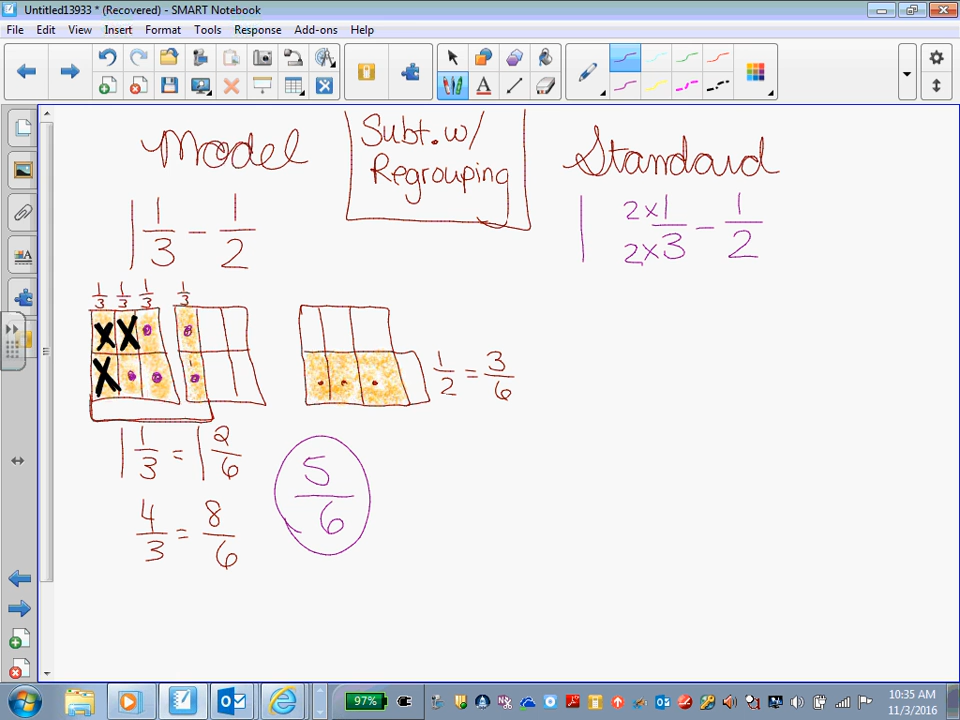 Untitled13933 * (Recovered) - SMART Notebook
File Edit View Insert Format Tools Response Add-ons Help
Model
Subt. w/
Regrouping
Standard
1 1/3 - 1/2
1 2×1/2×3 - 1/2
1/3 1/3 1/3 1/3
1/2 = 3/6
1 1/3 = 1 2/6
4/3 = 8/6
5/6
97%
10:35 AM
11/3/2016